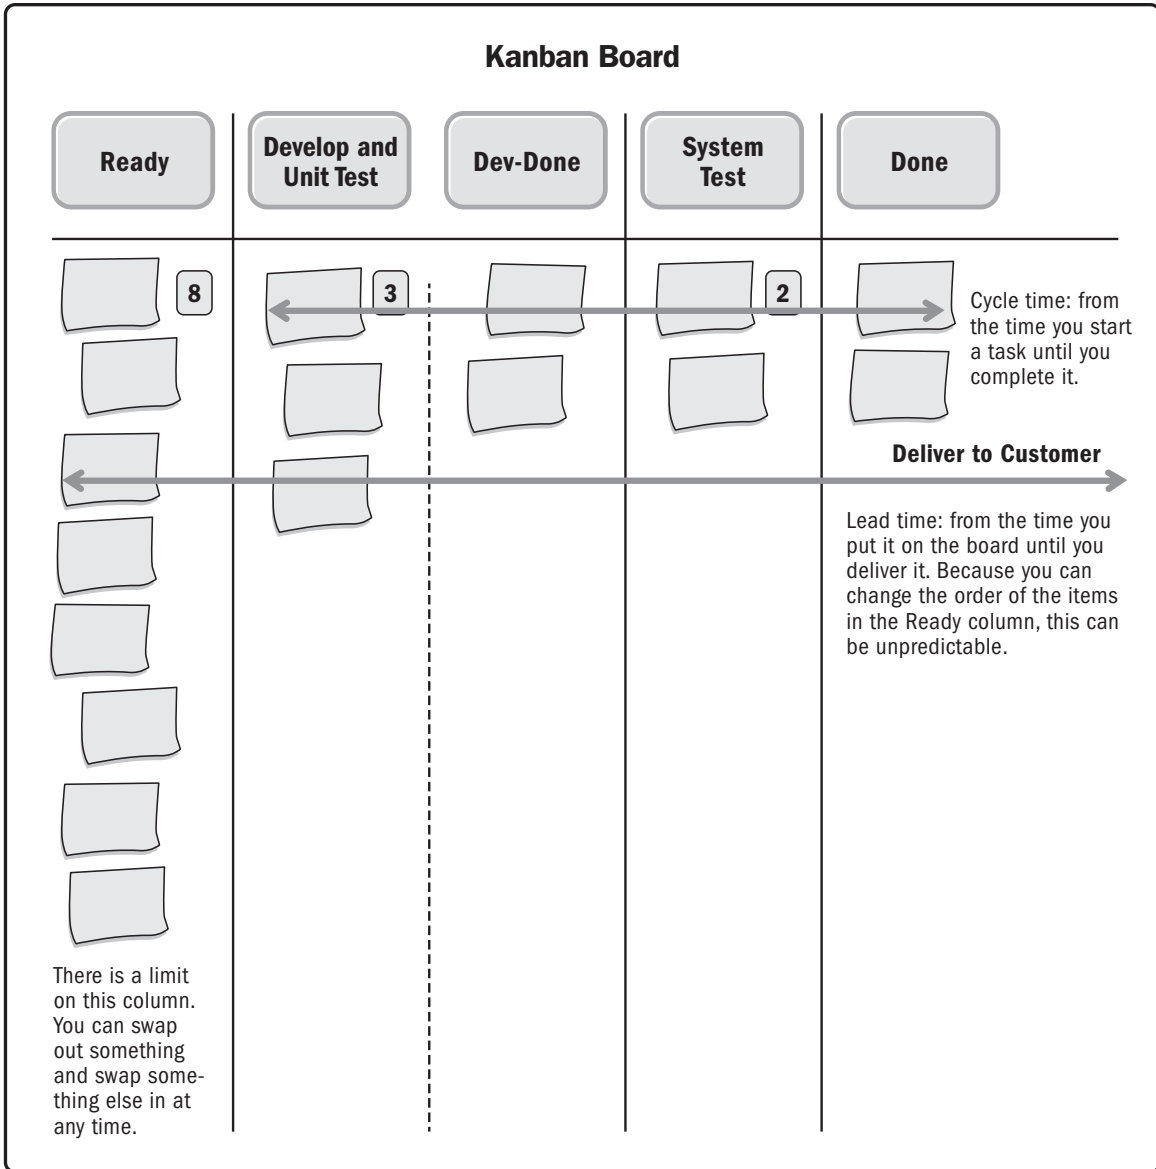 Kanban Board
Ready
Develop and
Unit Test
Dev-Done
System
Test
Done
8
3
2
Cycle time: from
the time you start
a task until you
complete it.
Deliver to Customer
Lead time: from the time you
put it on the board until you
deliver it. Because you can
change the order of the items
in the Ready column, this can
be unpredictable.
There is a limit
on this column.
You can swap
out something
and swap some-
thing else in at
any time.